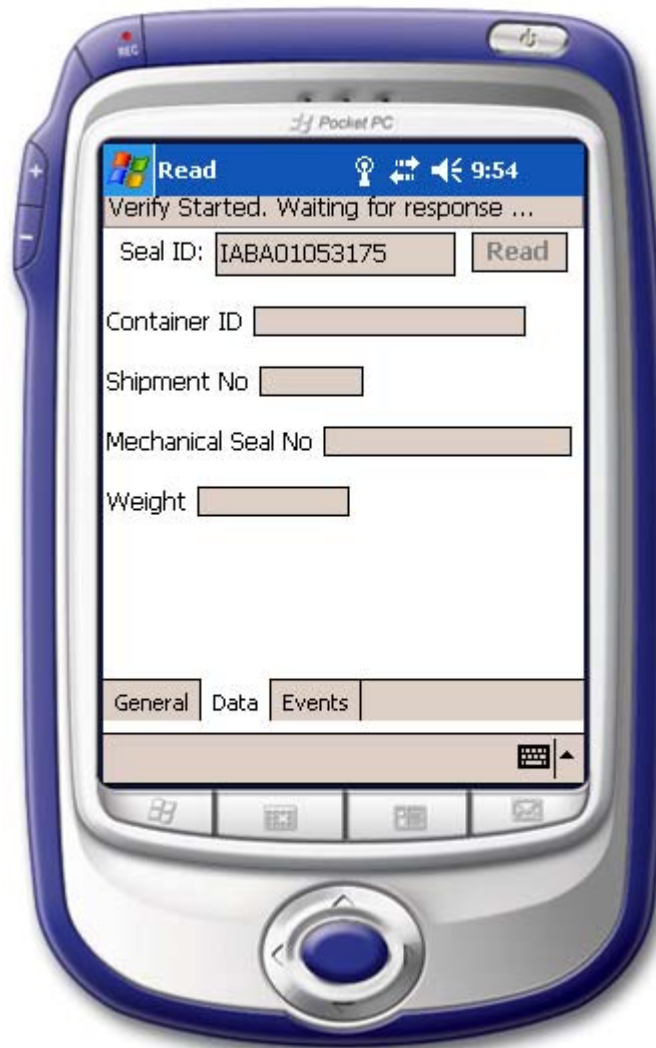 REC
Pocket PC
Read 9:54
Verify Started. Waiting for response ...
Seal ID: IABA01053175 Read
Container ID
Shipment No
Mechanical Seal No
Weight
General Data Events